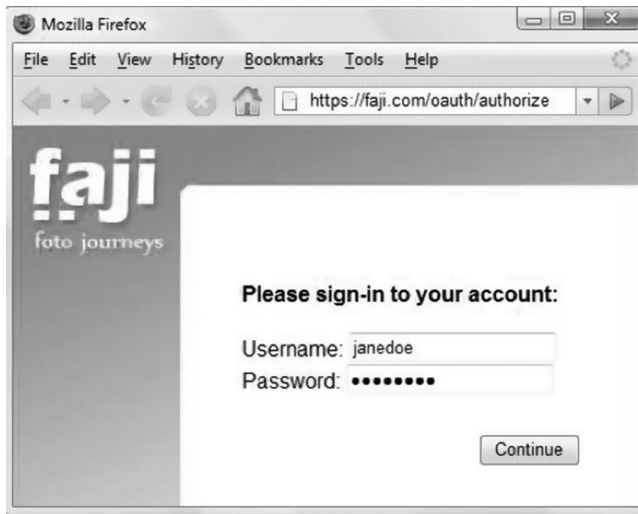 Mozilla Firefox
File Edit View History Bookmarks Tools Help
https://faji.com/oauth/authorize
faji
foto journeys
Please sign-in to your account:
Username: janedoe
Password: ••••••••
Continue